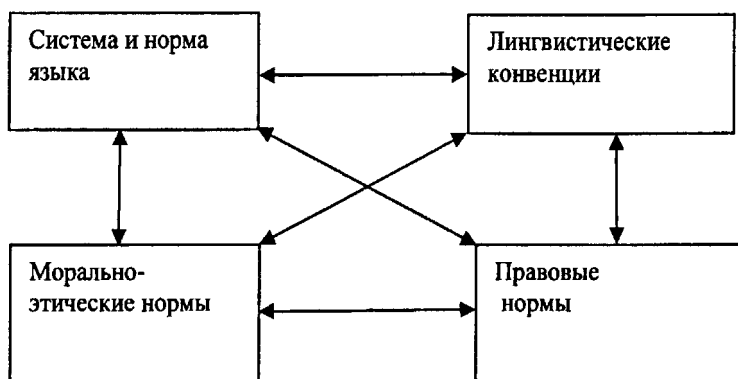 Система и норма
языка
Лингвистические
конвенции
Морально-
этические нормы
Правовые
нормы